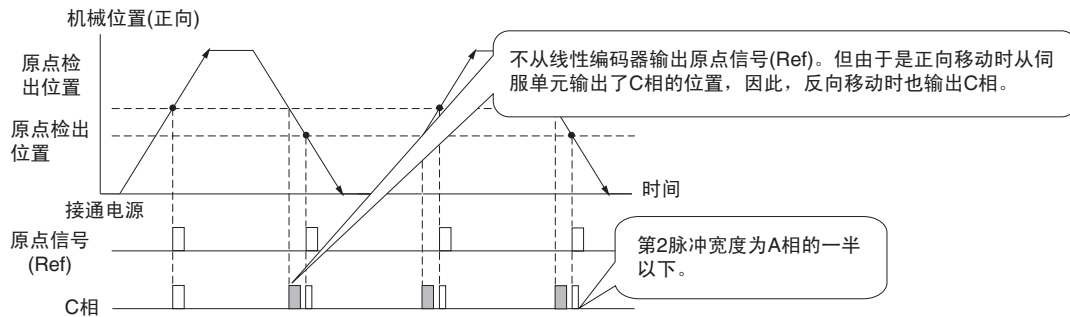 机械位置(正向)
原点检
出位置
原点检出
位置
不从线性编码器输出原点信号(Ref)。但由于是正向移动时从伺
服单元输出了C相的位置，因此，反向移动时也输出C相。
时间
接通电源
原点信号
(Ref)
第2脉冲宽度为A相的一半
以下。
C相